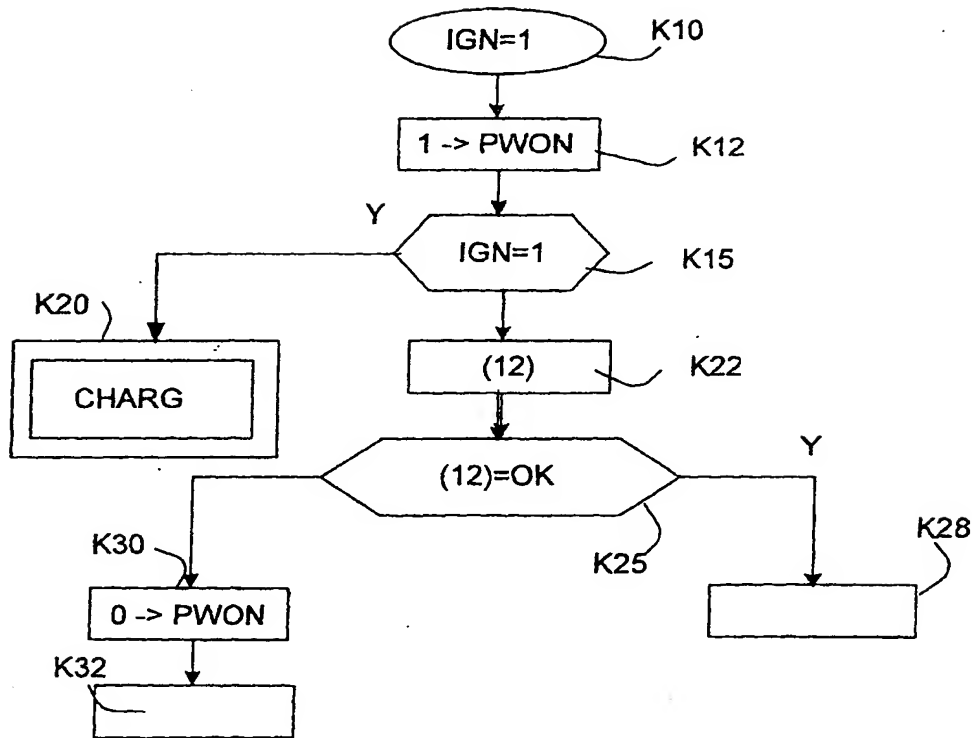 IGN=1
K10
1 -> PWON
K12
Y
IGN=1
K15
K20
CHARG
(12)
K22
(12)=OK
Y
K25
K28
K30
0 -> PWON
K32